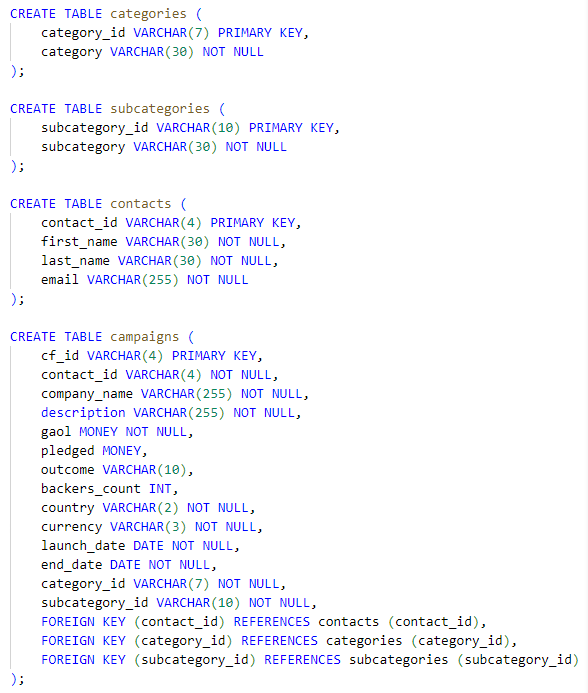 CREATE TABLE categories (
    category_id VARCHAR(7) PRIMARY KEY,
    category VARCHAR(30) NOT NULL
);

CREATE TABLE subcategories (
    subcategory_id VARCHAR(10) PRIMARY KEY,
    subcategory VARCHAR(30) NOT NULL
);

CREATE TABLE contacts (
    contact_id VARCHAR(4) PRIMARY KEY,
    first_name VARCHAR(30) NOT NULL,
    last_name VARCHAR(30) NOT NULL,
    email VARCHAR(255) NOT NULL
);

CREATE TABLE campaigns (
    cf_id VARCHAR(4) PRIMARY KEY,
    contact_id VARCHAR(4) NOT NULL,
    company_name VARCHAR(255) NOT NULL,
    description VARCHAR(255) NOT NULL,
    gaol MONEY NOT NULL,
    pledged MONEY,
    outcome VARCHAR(10),
    backers_count INT,
    country VARCHAR(2) NOT NULL,
    currency VARCHAR(3) NOT NULL,
    launch_date DATE NOT NULL,
    end_date DATE NOT NULL,
    category_id VARCHAR(7) NOT NULL,
    subcategory_id VARCHAR(10) NOT NULL,
    FOREIGN KEY (contact_id) REFERENCES contacts (contact_id),
    FOREIGN KEY (category_id) REFERENCES categories (category_id),
    FOREIGN KEY (subcategory_id) REFERENCES subcategories (subcategory_id)
);